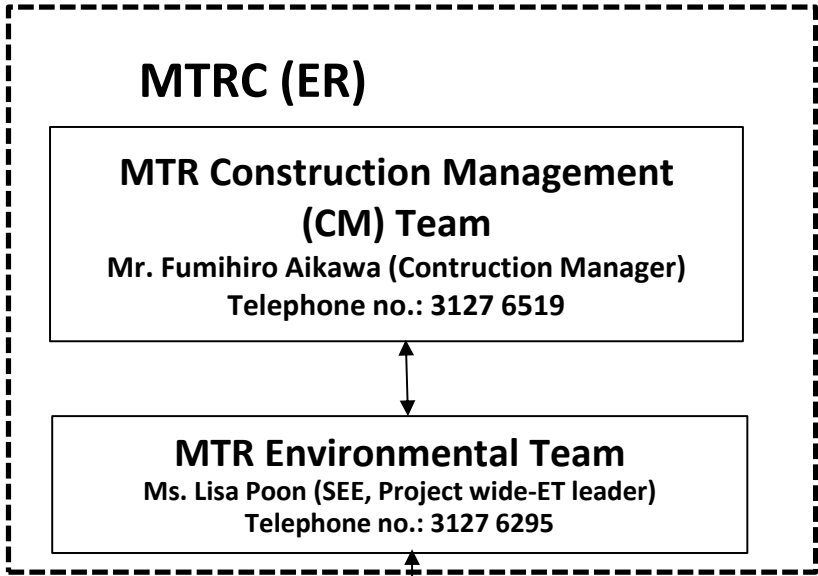 MTRC (ER)
MTR Construction Management
(CM) Team
Mr. Fumihiro Aikawa (Contruction Manager)
Telephone no.: 3127 6519
MTR Environmental Team
Ms. Lisa Poon (SEE, Project wide-ET leader)
Telephone no.: 3127 6295